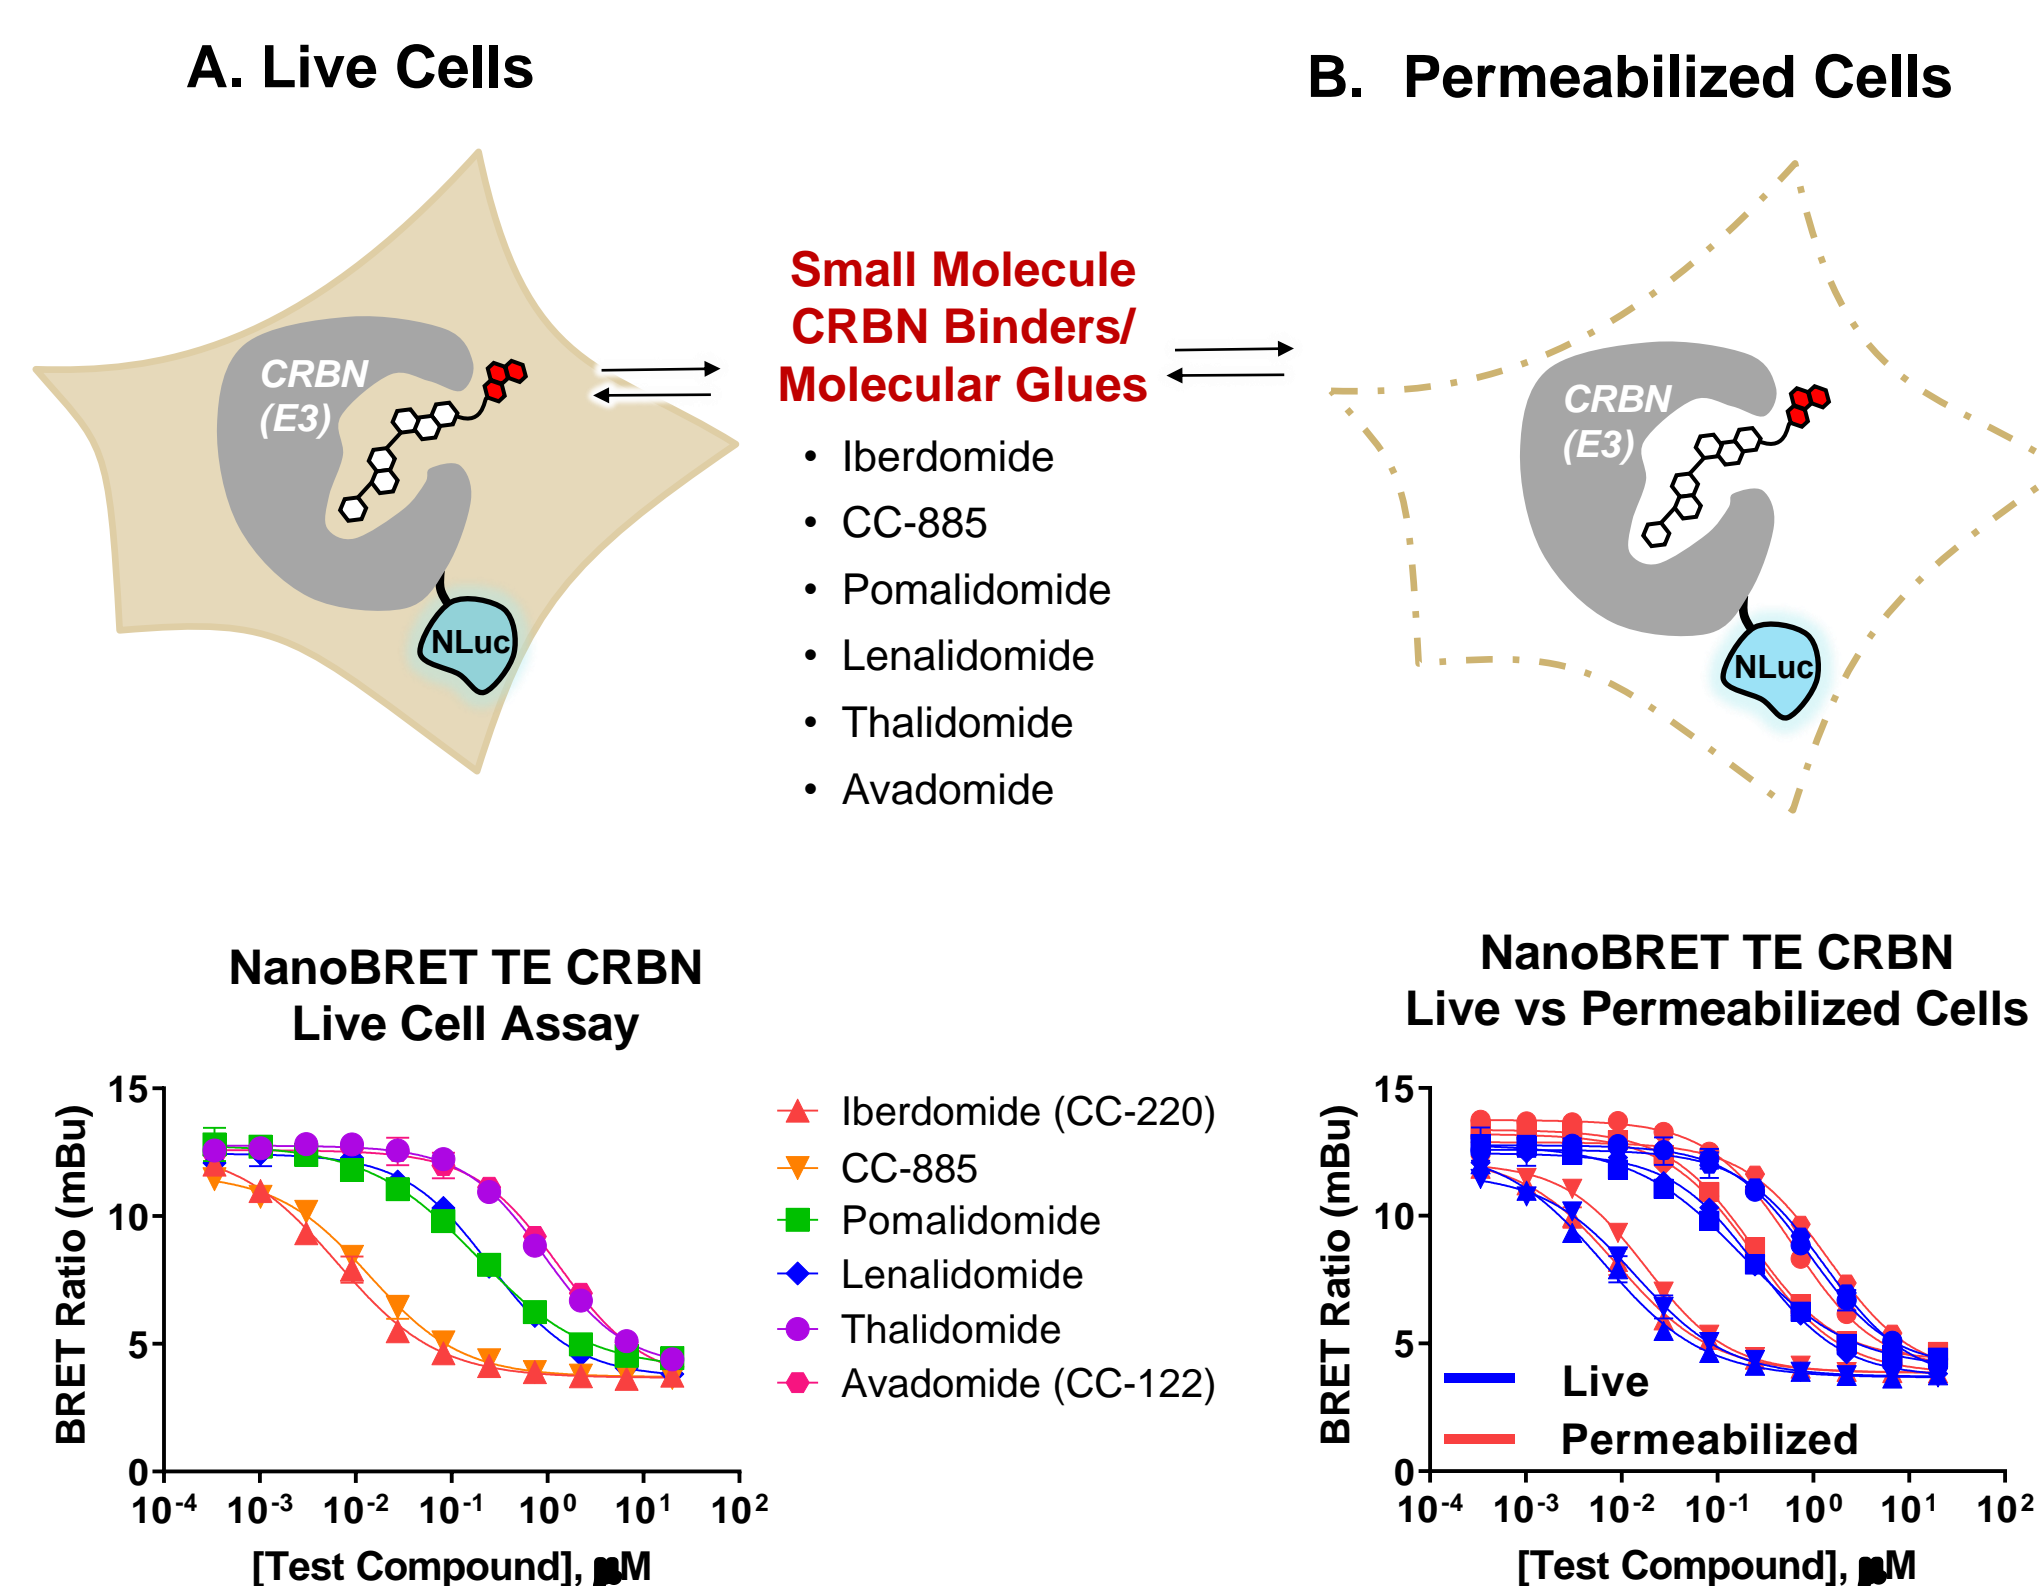 A. Live Cells
B. Permeabilized Cells
CRBN
(E3)
NLuc
Small Molecule
CRBN Binders/
Molecular Glues
• Iberdomide
• CC-885
• Pomalidomide
• Lenalidomide
• Thalidomide
• Avadomide
CRBN
(E3)
NLuc
NanoBRET TE CRBN
Live Cell Assay
BRET Ratio (mBu)
15
10
5
0
10-4 10-3 10-2 10-1 100 101 102
[Test Compound], μM
Iberdomide (CC-220)
CC-885
Pomalidomide
Lenalidomide
Thalidomide
Avadomide (CC-122)
NanoBRET TE CRBN
Live vs Permeabilized Cells
BRET Ratio (mBu)
15
10
5
0
Live
Permeabilized
10-4 10-3 10-2 10-1 100 101 102
[Test Compound], μM